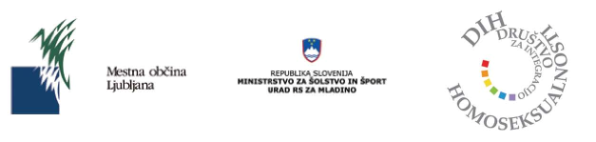 Mestna občina
Ljubljana
REPUBLIKA SLOVENIJA
MINISTRSTVO ZA ŠOLSTVO IN ŠPORT
URAD RS ZA MLADINO
DIH DRUŠTVO
ZA INTEGRACIJO
HOMOSEKSUALNOSTI